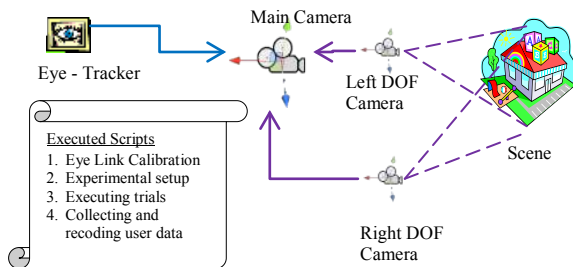 Main Camera
Eye - Tracker
Left DOF
Camera
Scene
Executed Scripts
1. Eye Link Calibration
2. Experimental setup
3. Executing trials
4. Collecting and
recoding user data
Right DOF
Camera